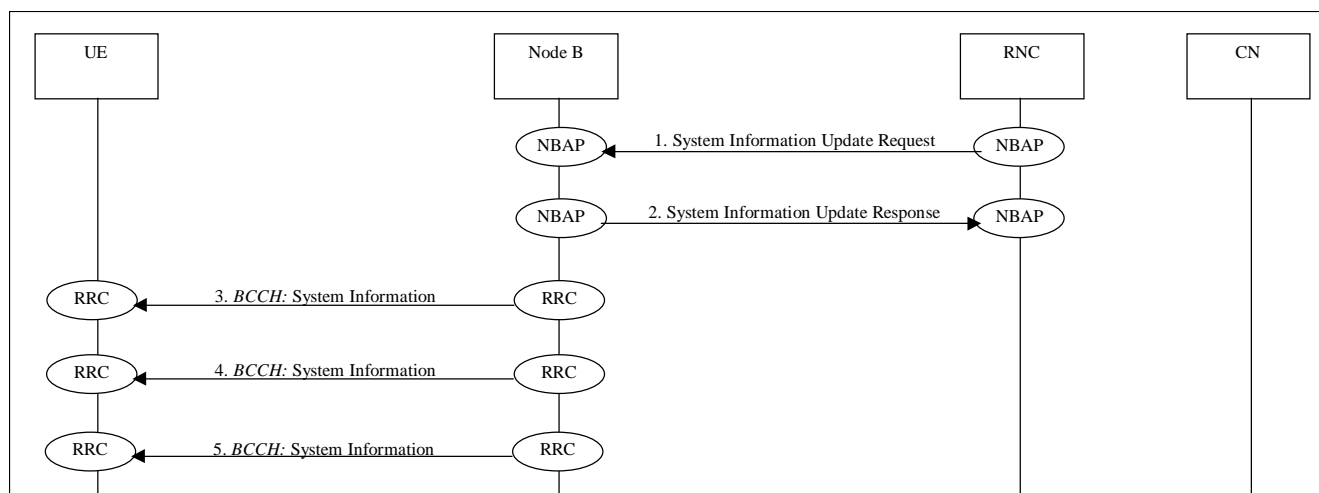 UE
Node B
RNC
CN
NBAP
1. System Information Update Request
NBAP
NBAP
2. System Information Update Response
NBAP
RRC
3. BCCH: System Information
RRC
RRC
4. BCCH: System Information
RRC
RRC
5. BCCH: System Information
RRC